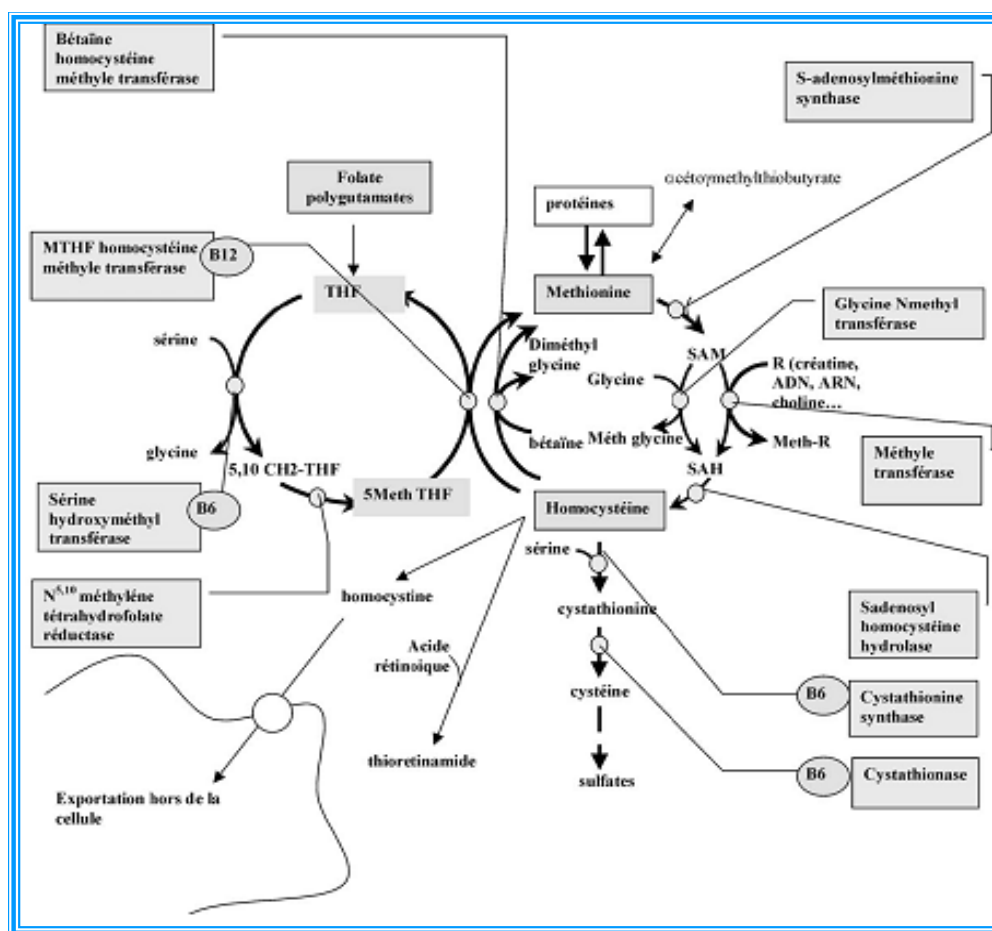 Bétaïne
homocystéine
méthyle transférase
S-adenosylméthionine
synthase
Folate
polygutamates
αcétoγmethylthiobutyrate
protéines
MTHF homocystéine
méthyle transférase
B12
THF
Methionine
Glycine Nmethyl
transférase
sérine
Diméthyl
glycine
SAM
Glycine
R (créatine,
ADN, ARN,
choline...
glycine
bétaïne
Méth glycine
Meth-R
5,10 CH2-THF
5Meth THF
SAH
Méthyle
transférase
Sérine
hydroxyméthyl
transférase
B6
Homocystéine
sérine
N5,10 méthyléne
tétrahydrofolate
réductase
homocystine
cystathionine
Sadenosyl
homocystéine
hydrolase
Acide
rétinoïque
cystéine
B6
Cystathionine
synthase
thioretinamide
sulfates
B6
Cystathionase
Exportation hors de la
cellule